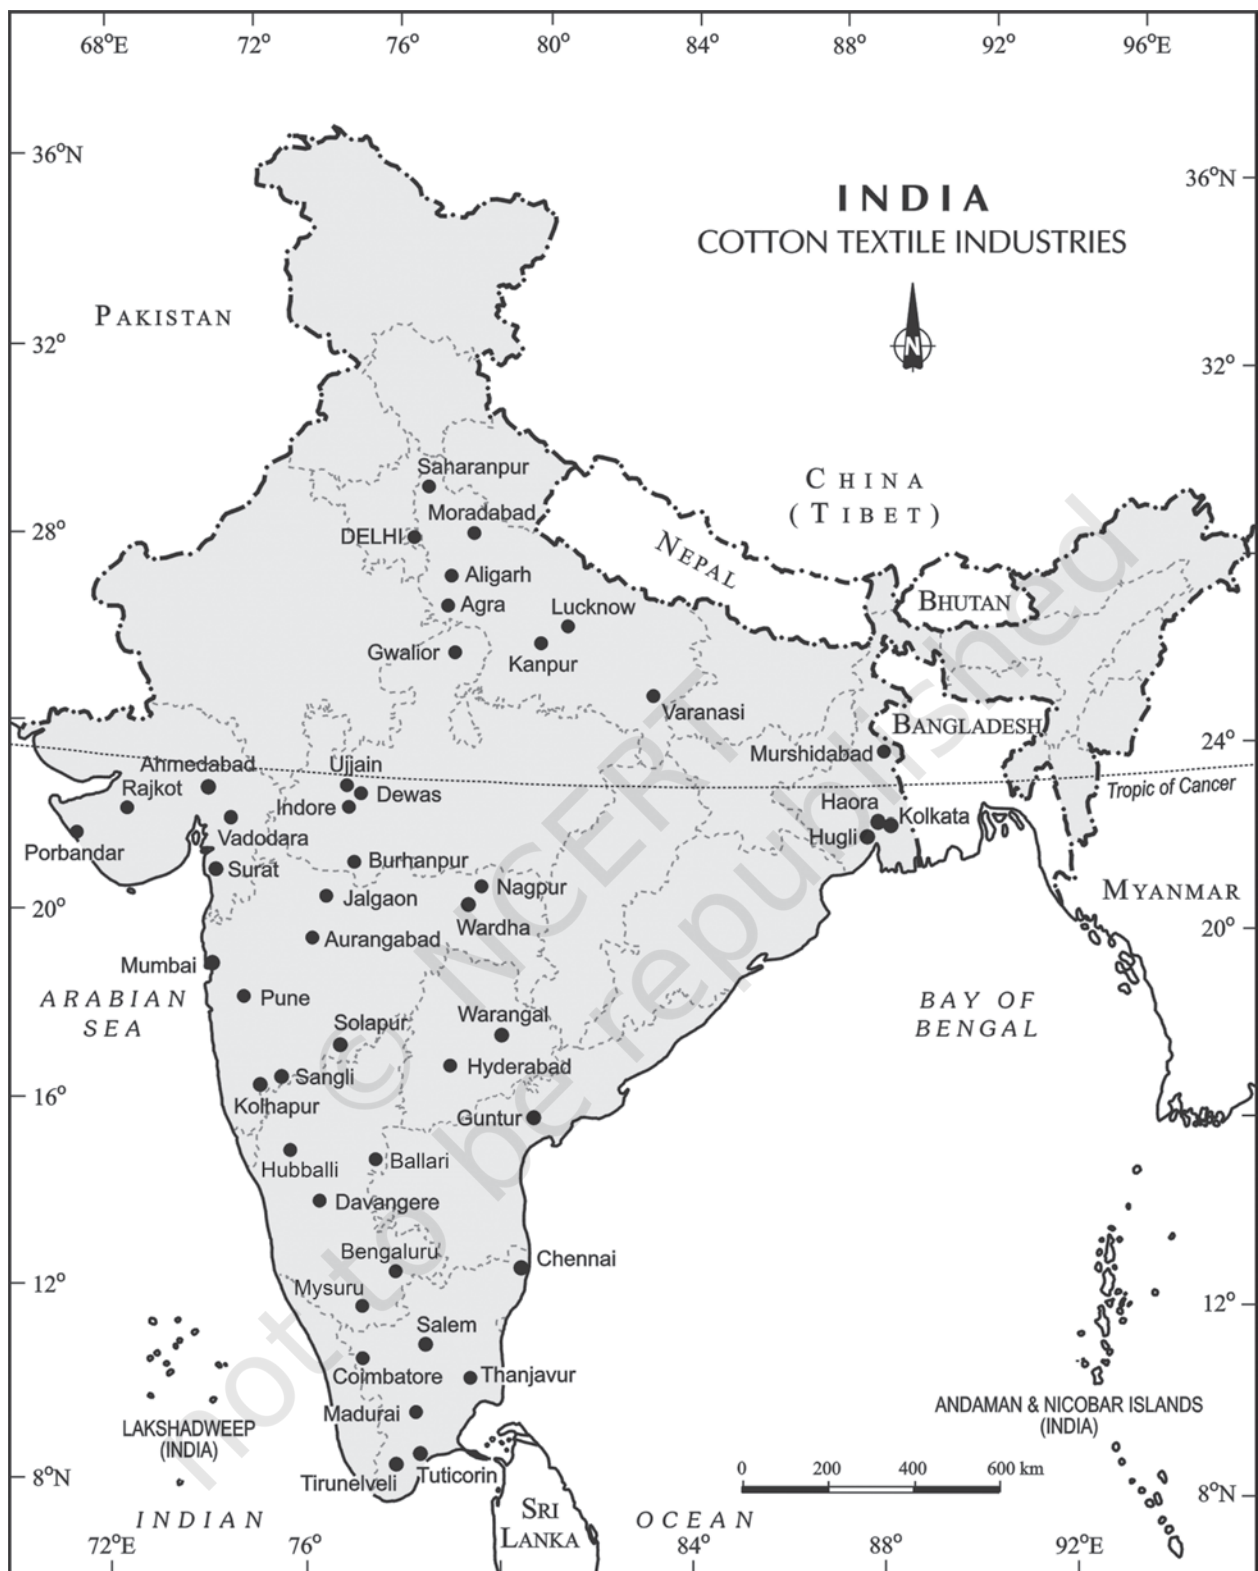 68°E 72° 76° 80° 84° 88° 92° 96°E
36°N
36°N
INDIA
COTTON TEXTILE INDUSTRIES
N
PAKISTAN
32°
32°
Saharanpur
CHINA
(TIBET)
Moradabad
28°
DELHI
NEPAL
Aligarh
BHUTAN
Agra
Lucknow
Gwalior
Kanpur
Varanasi
BANGLADESH
24°
Murshidabad
Ahmedabad
Ujjain
Tropic of Cancer
Rajkot
Dewas
Indore
Haora
Kolkata
Vadodara
Hugli
Porbandar
Burhanpur
Surat
Nagpur
MYANMAR
Jalgaon
20°
20°
Wardha
Aurangabad
Mumbai
ARABIAN
SEA
Pune
BAY OF
BENGAL
Solapur
Warangal
Hyderabad
Sangli
16°
Kolhapur
Guntur
Hubballi
Ballari
Davangere
Bengaluru
Chennai
12°
12°
Mysuru
Salem
Coimbatore
Thanjavur
Madurai
LAKSHADWEEP
(INDIA)
ANDAMAN & NICOBAR ISLANDS
(INDIA)
Tirunelveli
Tuticorin
0 200 400 600 km
8°N
8°N
SRI
LANKA
INDIAN OCEAN
72°E 76° 84° 88° 92°E
© NCERT
not to be republished